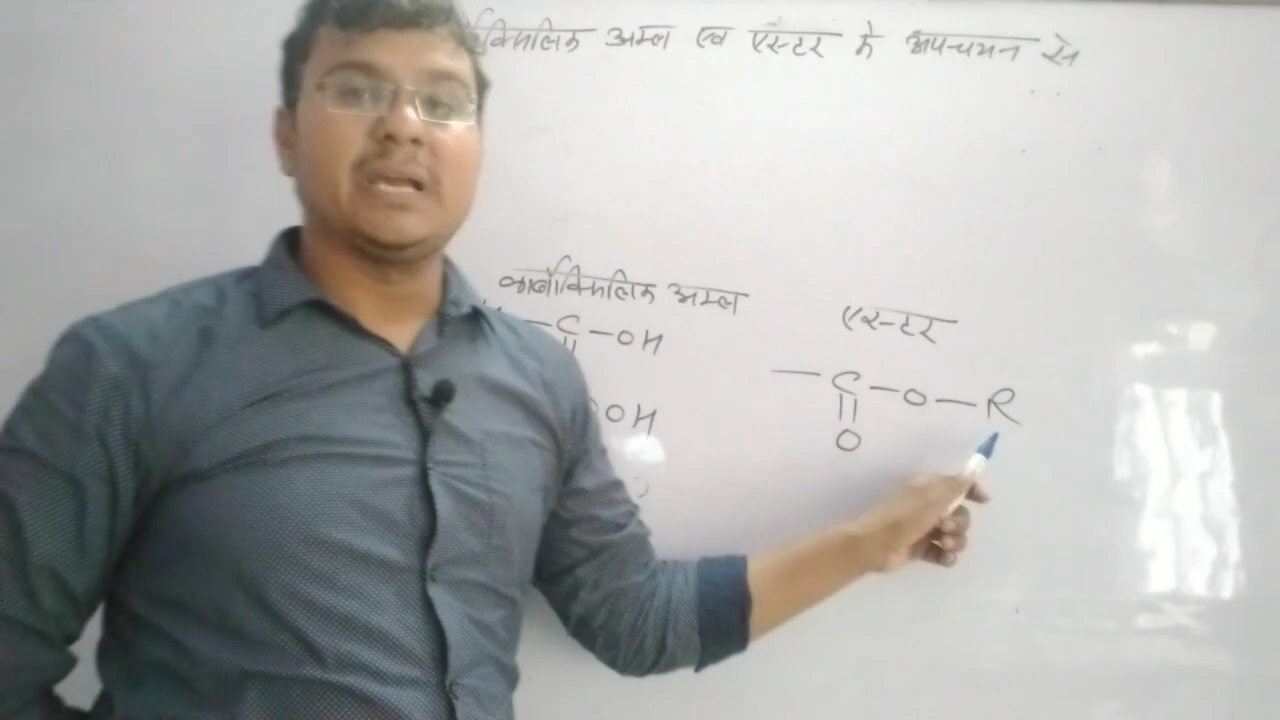 अम्ल एवं एस्टर के अपचयन से
कार्बोक्सिलिक अम्ल
एस्टर
— C — OH
— C — O — R
OH
O